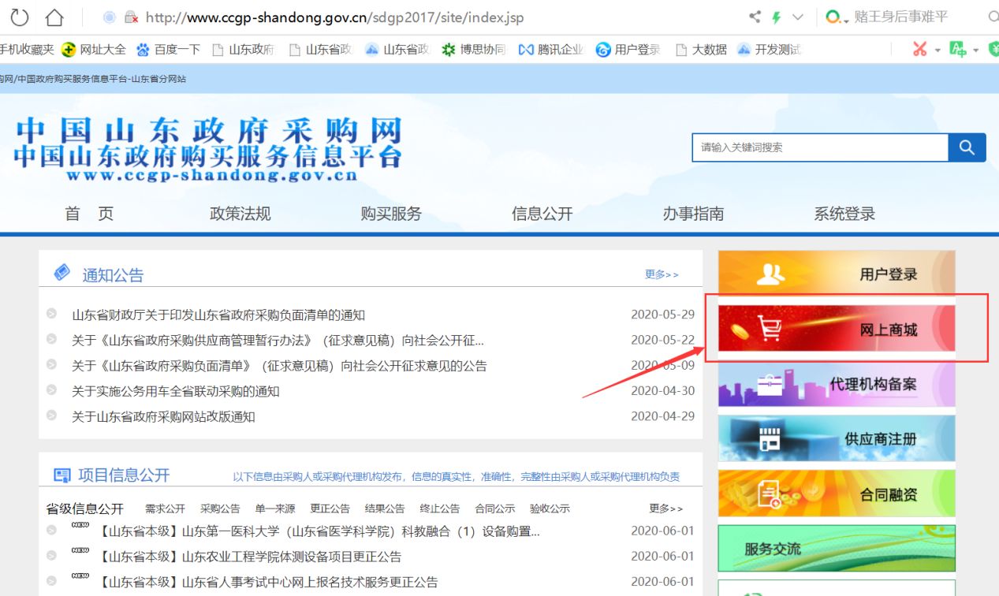 http://www.ccgp-shandong.gov.cn/sdgp2017/site/index.jsp
赌王身后事难平
手机收藏夹 网址大全 百度一下 山东政府 山东省政 山东省政 博思协同 腾讯企业 用户登录 大数据 开发测试
购网/中国政府购买服务信息平台-山东省分网站
中国山东政府采购网
中国山东政府购买服务信息平台
www.ccgp-shandong.gov.cn
请输入关键词搜索
首 页 政策法规 购买服务 信息公开 办事指南 系统登录
通知公告 更多>>
山东省财政厅关于印发山东省政府采购负面清单的通知 2020-05-29
关于《山东省政府采购供应商管理暂行办法》（征求意见稿）向社会公开征... 2020-05-22
关于《山东省政府采购负面清单》（征求意见稿）向社会公开征求意见的公告 2020-05-09
关于实施公务用车全省联动采购的通知 2020-04-30
关于山东省政府采购网站改版通知 2020-04-29
用户登录
网上商城
代理机构备案
供应商注册
合同融资
服务交流
项目信息公开 以下信息由采购人或采购代理机构发布，信息的真实性，准确性，完整性由采购人或采购代理机构负责
省级信息公开 需求公开 采购公告 单一来源 更正公告 结果公告 终止公告 合同公示 验收公示 更多>>
NEW 【山东省本级】山东第一医科大学（山东省医学科学院）科教融合（1）设备购置... 2020-06-01
NEW 【山东省本级】山东农业工程学院体测设备项目更正公告 2020-06-01
NEW 【山东省本级】山东省人事考试中心网上报名技术服务更正公告 2020-06-01